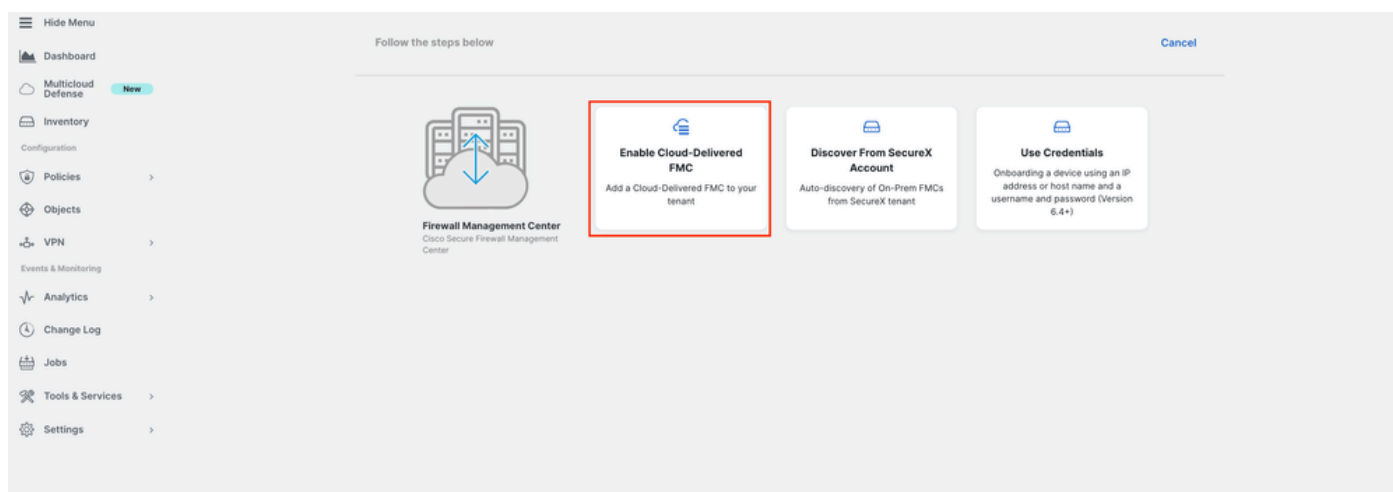 Hide Menu
Dashboard
Multicloud
Defense
New
Inventory
Configuration
Policies
Objects
VPN
Events & Monitoring
Analytics
Change Log
Jobs
Tools & Services
Settings
Follow the steps below
Cancel
Firewall Management Center
Cisco Secure Firewall Management
Center
Enable Cloud-Delivered
FMC
Add a Cloud-Delivered FMC to your
tenant
Discover From SecureX
Account
Auto-discovery of On-Prem FMCs
from SecureX tenant
Use Credentials
Onboarding a device using an IP
address or host name and a
username and password (Version
6.4+)